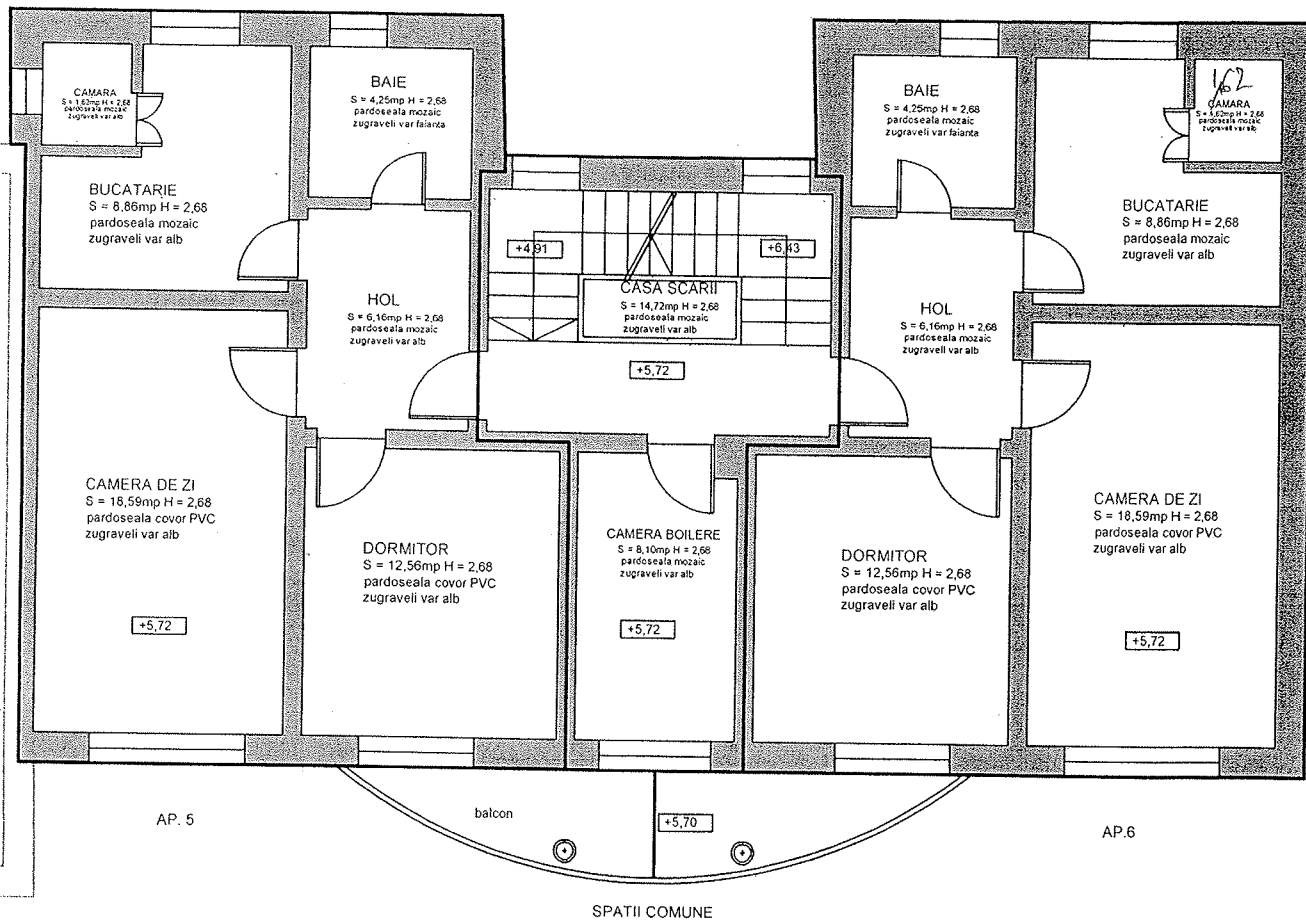 CAMARA
S = 1,62mp H = 2,68
pardoseala mozaic
zugraveli var alb
BAIE
S = 4,25mp H = 2,68
pardoseala mozaic
zugraveli var faianta
BUCATARIE
S = 8,86mp H = 2,68
pardoseala mozaic
zugraveli var alb
HOL
S = 6,16mp H = 2,68
pardoseala mozaic
zugraveli var alb
CAMERA DE ZI
S = 18,59mp H = 2,68
pardoseala covor PVC
zugraveli var alb
+5,72
DORMITOR
S = 12,56mp H = 2,68
pardoseala covor PVC
zugraveli var alb
+4,91
+6,43
CASA SCARII
S = 14,72mp H = 2,68
pardoseala mozaic
zugraveli var alb
+5,72
CAMERA BOILERE
S = 8,10mp H = 2,68
pardoseala mozaic
zugraveli var alb
+5,72
BAIE
S = 4,25mp H = 2,68
pardoseala mozaic
zugraveli var faianta
1,62
CAMARA
S = 4,62mp H = 2,68
pardoseala mozaic
zugraveli var alb
BUCATARIE
S = 8,86mp H = 2,68
pardoseala mozaic
zugraveli var alb
HOL
S = 6,16mp H = 2,68
pardoseala mozaic
zugraveli var alb
DORMITOR
S = 12,56mp H = 2,68
pardoseala covor PVC
zugraveli var alb
CAMERA DE ZI
S = 18,59mp H = 2,68
pardoseala covor PVC
zugraveli var alb
+5,72
AP. 5
balcon
+5,70
AP.6
SPATII COMUNE